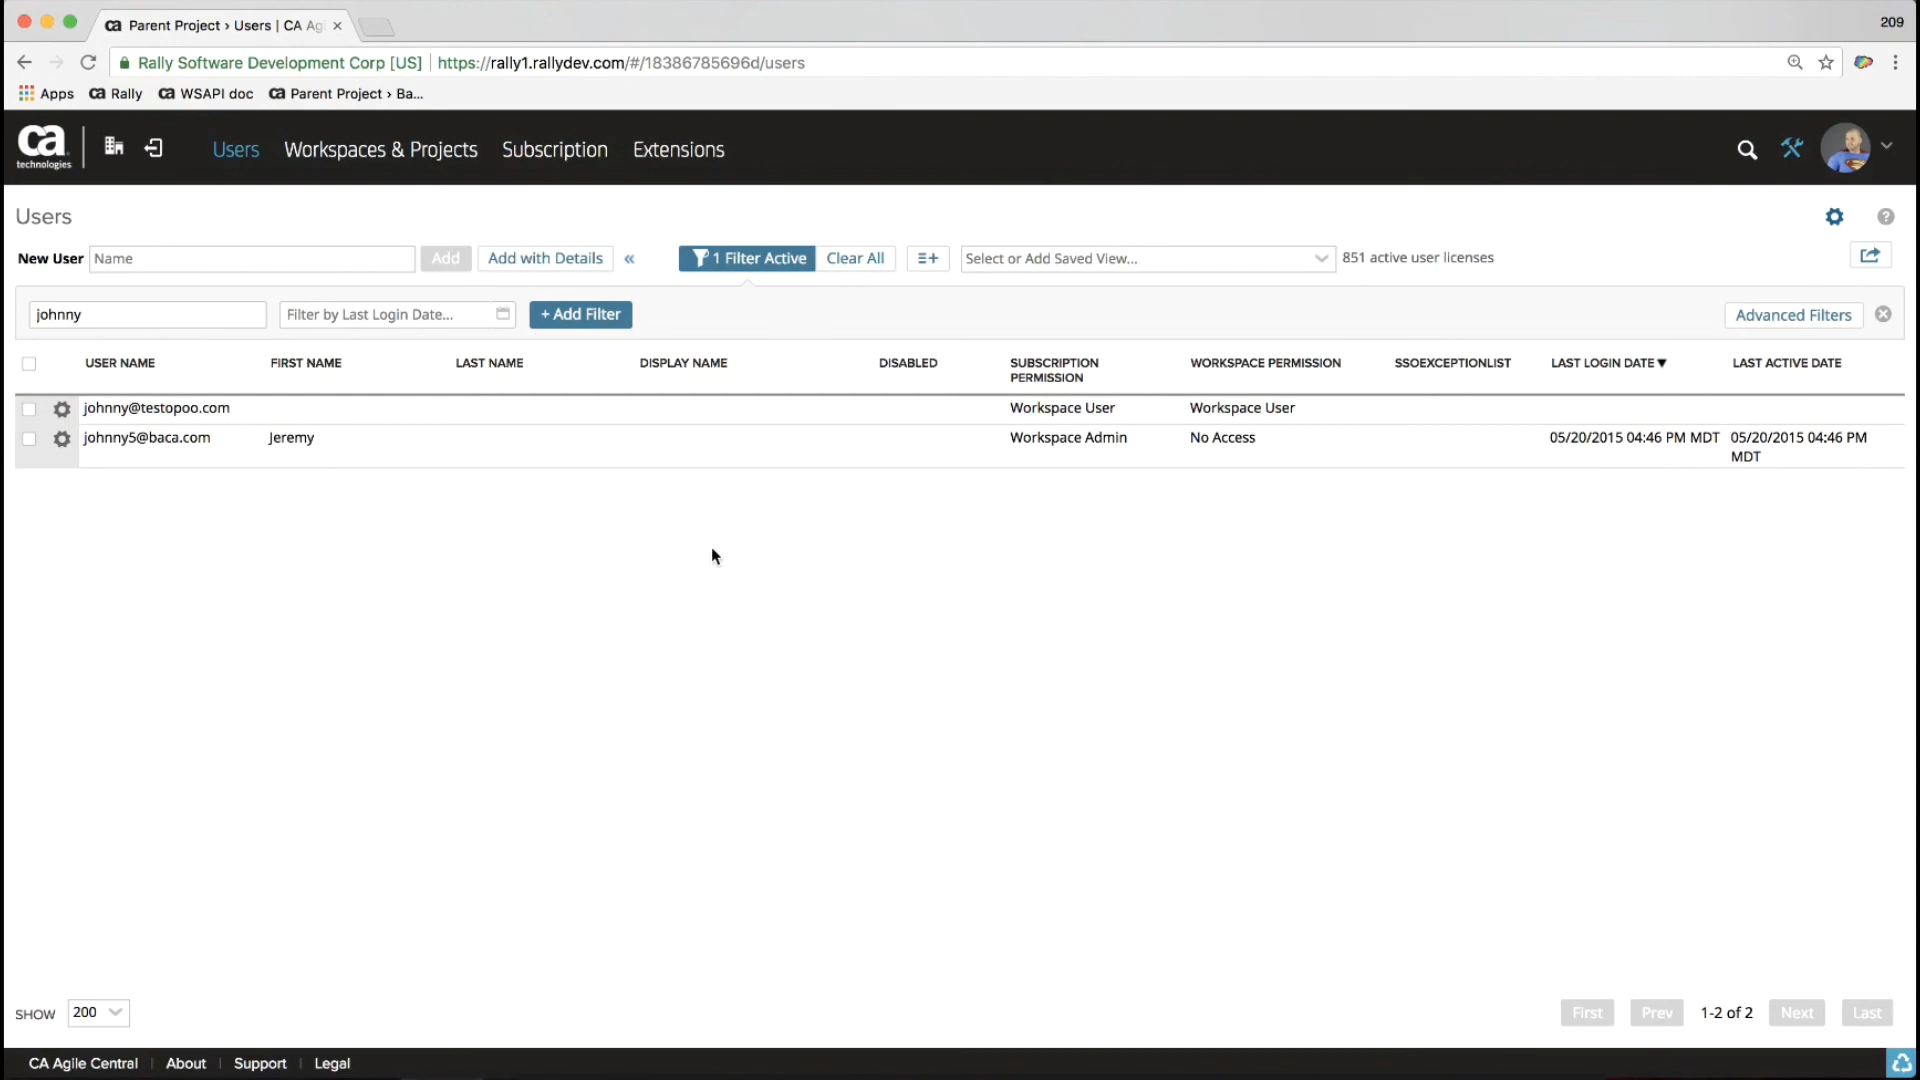 Parent Project › Users | CA Ag
209
Rally Software Development Corp [US] https://rally1.rallydev.com/#/18386785696d/users
Apps ca Rally ca WSAPI doc ca Parent Project › Ba...
ca technologies Users Workspaces & Projects Subscription Extensions
Users
New User Name Add Add with Details « 1 Filter Active Clear All Select or Add Saved View... 851 active user licenses
johnny Filter by Last Login Date... + Add Filter Advanced Filters
USER NAME FIRST NAME LAST NAME DISPLAY NAME DISABLED SUBSCRIPTION PERMISSION WORKSPACE PERMISSION SSOEXCEPTIONLIST LAST LOGIN DATE▼ LAST ACTIVE DATE
johnny@testopoo.com Workspace User Workspace User
johnny5@baca.com Jeremy Workspace Admin No Access 05/20/2015 04:46 PM MDT 05/20/2015 04:46 PM MDT
SHOW 200 First Prev 1-2 of 2 Next Last
CA Agile Central About Support Legal